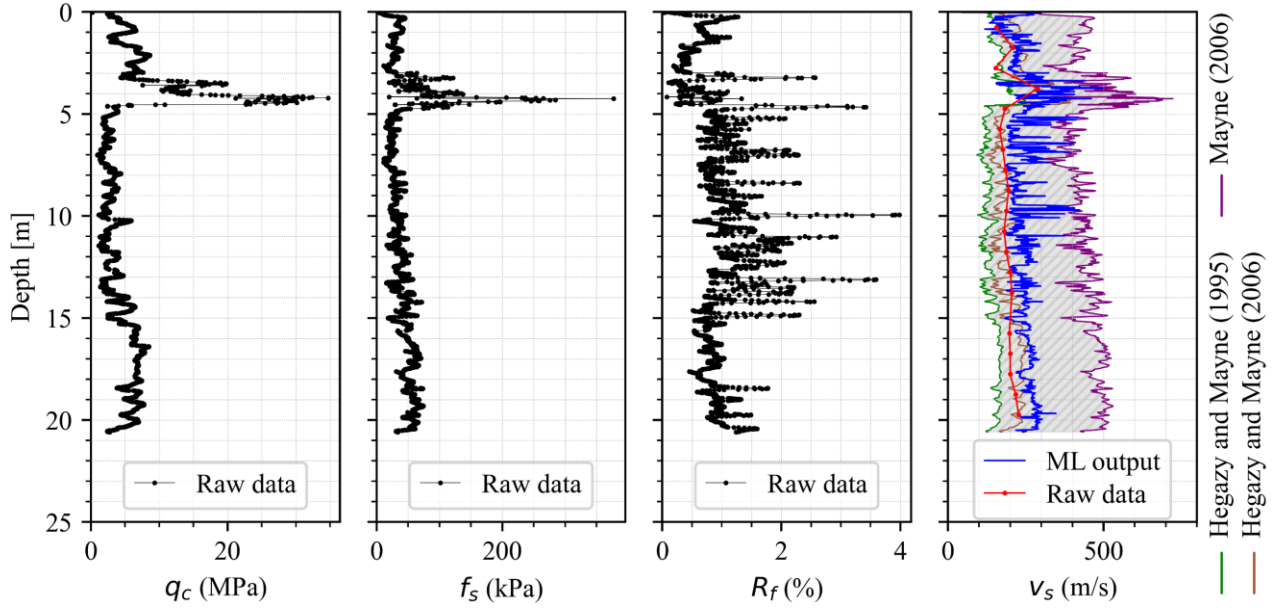 0
5
10
15
20
25
Depth [m]
Raw data
0
20
q_c (MPa)
Raw data
0
200
f_s (kPa)
Raw data
0
2
4
R_f (%)
ML output
Raw data
0
500
v_s (m/s)
Hegazy and Mayne (1995)
Mayne (2006)
Hegazy and Mayne (2006)